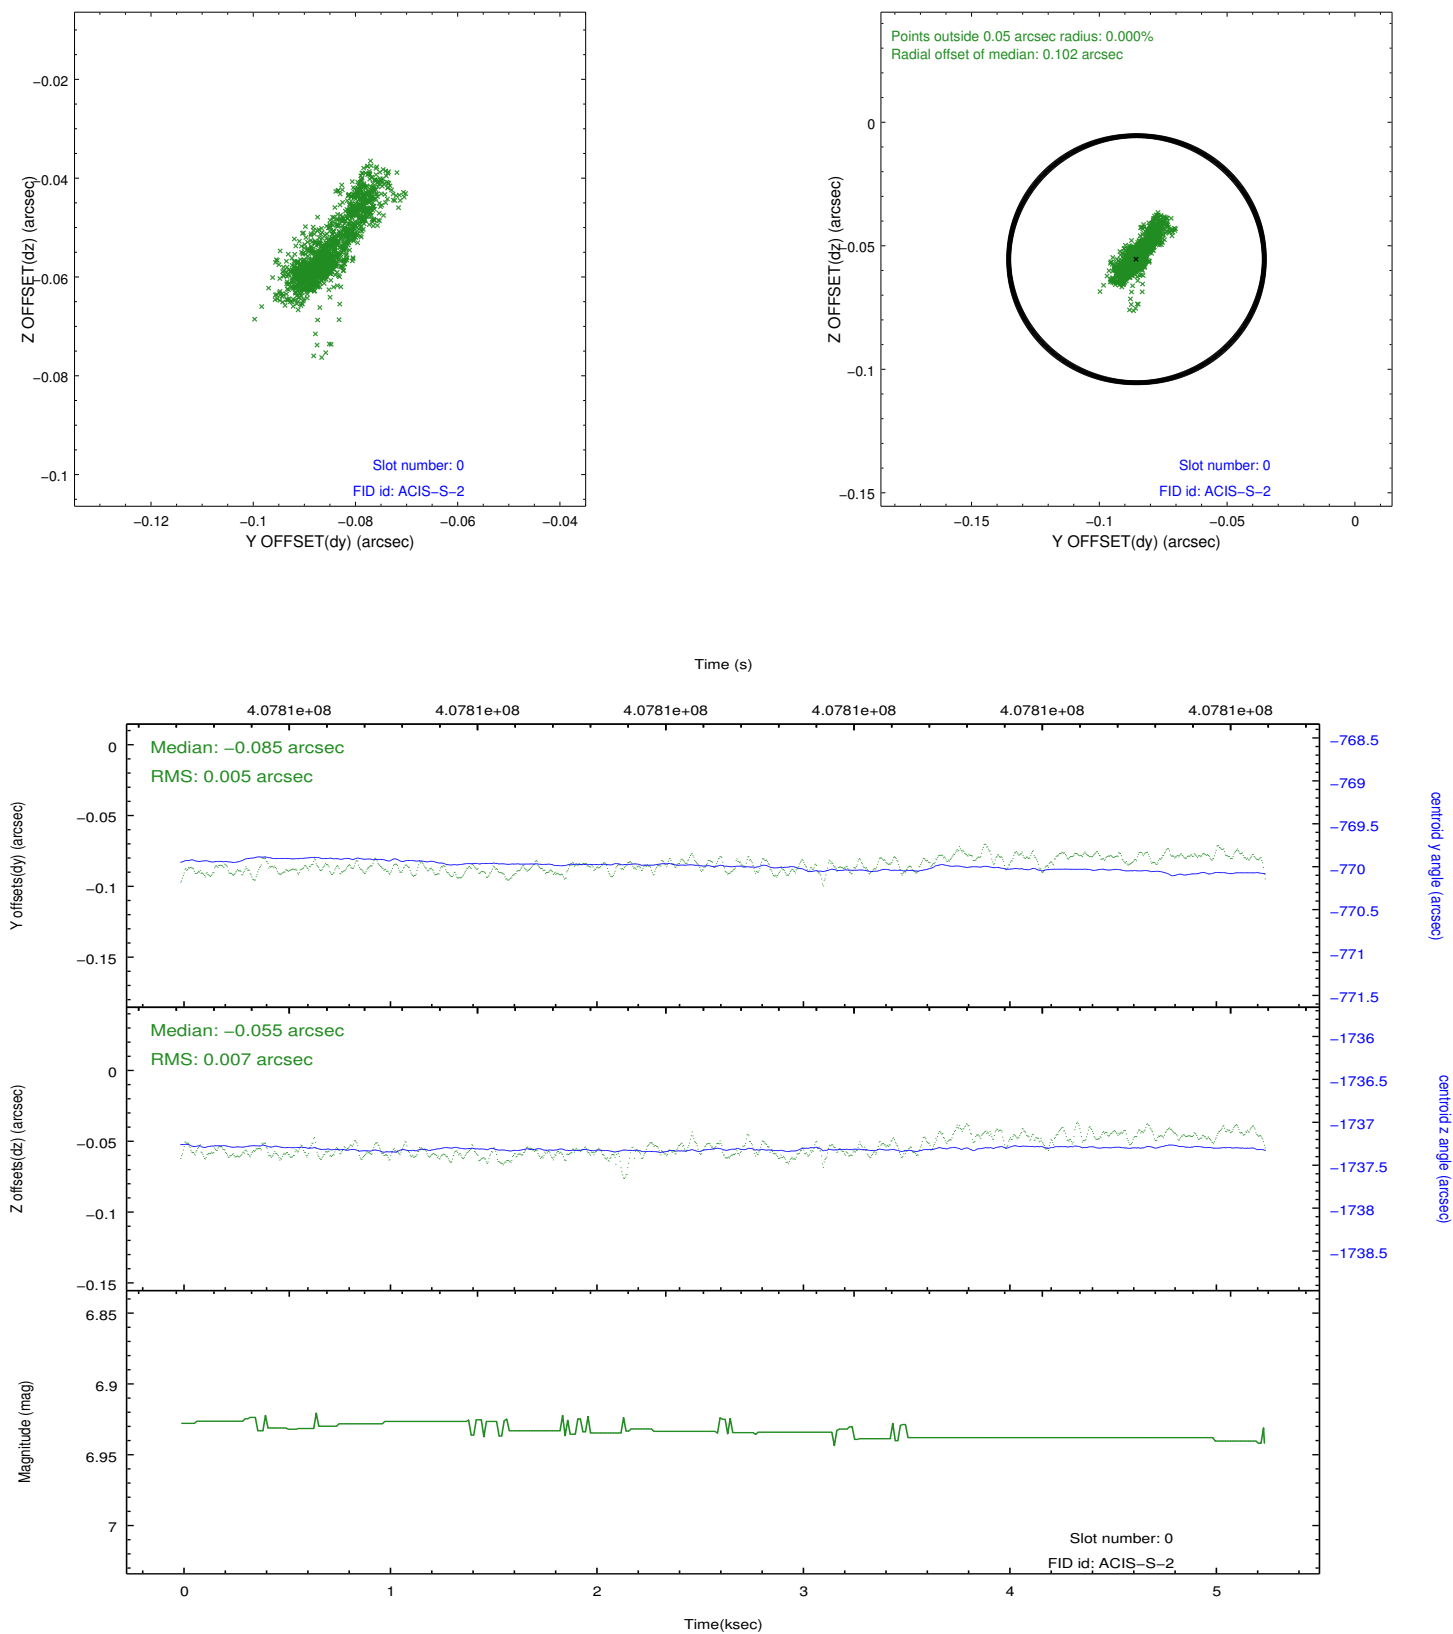 −0.02
−0.04
−0.06
−0.08
−0.1
Z OFFSET(dz) (arcsec)
Slot number: 0
FID id: ACIS−S−2
−0.12
−0.1
−0.08
−0.06
−0.04
Y OFFSET(dy) (arcsec)
Points outside 0.05 arcsec radius: 0.000%
Radial offset of median: 0.102 arcsec
0
−0.05
−0.1
−0.15
Z OFFSET(dz) (arcsec)
Slot number: 0
FID id: ACIS−S−2
−0.15
−0.1
−0.05
0
Y OFFSET(dy) (arcsec)
Time (s)
4.0781e+08
4.0781e+08
4.0781e+08
4.0781e+08
4.0781e+08
4.0781e+08
Median: −0.085 arcsec
RMS: 0.005 arcsec
0
−0.05
−0.1
−0.15
Y offsets(dy) (arcsec)
−768.5
−769
−769.5
−770
−770.5
−771
−771.5
centroid y angle (arcsec)
Median: −0.055 arcsec
RMS: 0.007 arcsec
0
−0.05
−0.1
−0.15
Z offsets(dz) (arcsec)
−1736
−1736.5
−1737
−1737.5
−1738
−1738.5
centroid z angle (arcsec)
6.85
6.9
6.95
7
Magnitude (mag)
Slot number: 0
FID id: ACIS−S−2
0
1
2
3
4
5
Time(ksec)